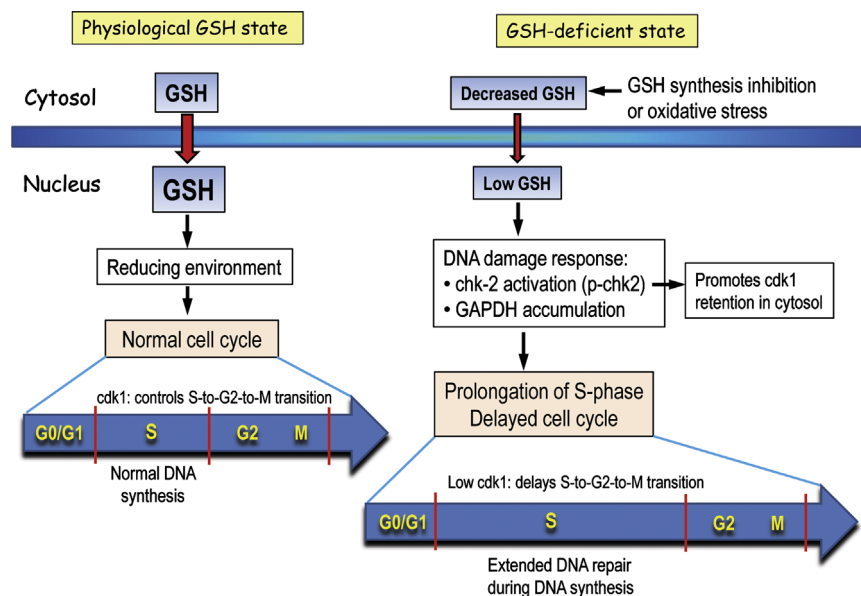 Physiological GSH state
GSH-deficient state
Cytosol
GSH
Decreased GSH
GSH synthesis inhibition
or oxidative stress
Nucleus
GSH
Low GSH
Reducing environment
DNA damage response:
• chk-2 activation (p-chk2)
• GAPDH accumulation
Promotes cdk1
retention in cytosol
Normal cell cycle
Prolongation of S-phase
Delayed cell cycle
cdk1: controls S-to-G2-to-M transition
G0/G1 S G2 M
Normal DNA
synthesis
Low cdk1: delays S-to-G2-to-M transition
G0/G1 S G2 M
Extended DNA repair
during DNA synthesis